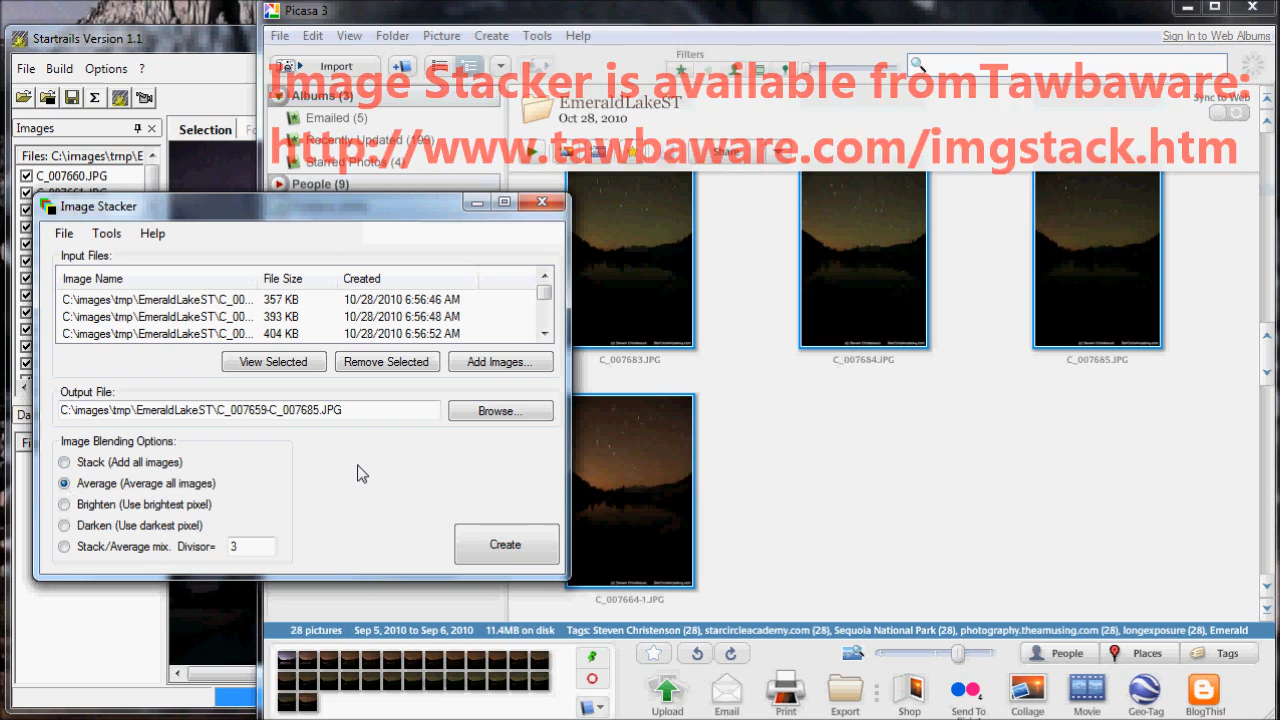 Startrails Version 1.1
File Build Options ?
Images
Selection
Files: C:\images\tmp\E
C_007660.JPG
Picasa 3
File Edit View Folder Picture Create Tools Help
Sign In to Web Albums
Import
Filters
Image Stacker is available fromTawbaware:
http://www.tawbaware.com/imgstack.htm
Albums (3)
Emailed (5)
Recently Updated (199)
Starred Photos (4)
People (9)
EmeraldLakeST
Oct 28, 2010
Sync to Web
Share
Image Stacker
File Tools Help
Input Files:
Image Name File Size Created
C:\images\tmp\EmeraldLakeST\C_00... 357 KB 10/28/2010 6:56:46 AM
C:\images\tmp\EmeraldLakeST\C_00... 393 KB 10/28/2010 6:56:48 AM
C:\images\tmp\EmeraldLakeST\C_00... 404 KB 10/28/2010 6:56:52 AM
View Selected Remove Selected Add Images...
Output File:
C:\images\tmp\EmeraldLakeST\C_007659-C_007685.JPG Browse...
Image Blending Options:
Stack (Add all images)
Average (Average all images)
Brighten (Use brightest pixel)
Darken (Use darkest pixel)
Stack/Average mix. Divisor= 3
Create
C_007683.JPG C_007684.JPG C_007685.JPG
C_007664-1.JPG
28 pictures Sep 5, 2010 to Sep 6, 2010 11.4MB on disk Tags: Steven Christenson (28), starcircleacademy.com (28), Sequoia National Park (28), photography.theamusing.com (28), longexposure (28), Emerald
People Places Tags
Upload Email Print Export Shop Send To Collage Movie Geo-Tag BlogThis!